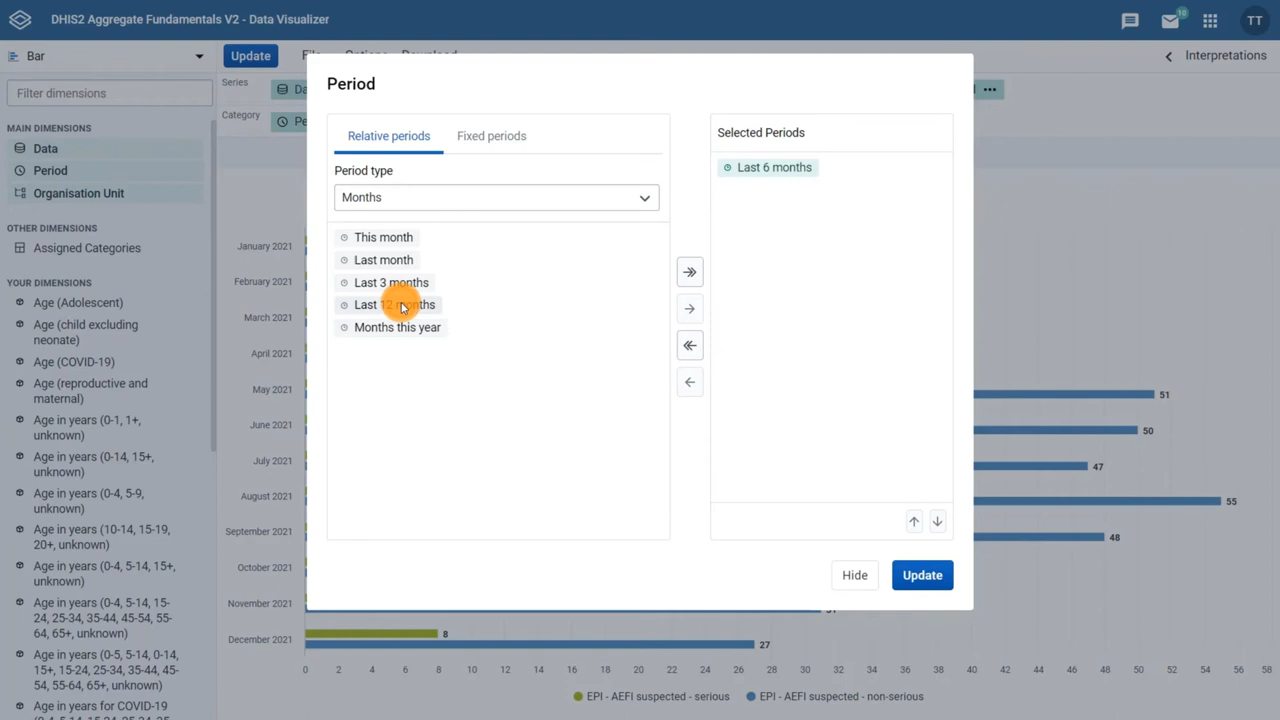 DHIS2 Aggregate Fundamentals V2 - Data Visualizer
10
TT
Bar
Update
Interpretations
Filter dimensions
Series
Category
MAIN DIMENSIONS
Data
Period
Organisation Unit
OTHER DIMENSIONS
Assigned Categories
YOUR DIMENSIONS
Age (Adolescent)
Age (child excluding
neonate)
Age (COVID-19)
Age (reproductive and
maternal)
Age in years (0-1, 1+,
unknown)
Age in years (0-14, 15+,
unknown)
Age in years (0-4, 5-9,
unknown)
Age in years (10-14, 15-19,
20+, unknown)
Age in years (0-4, 5-14, 15+,
unknown)
Age in years (0-4, 5-14, 15-
24, 25-34, 35-44, 45-54, 55-
64, 65+, unknown)
Age in years (0-5, 5-14, 0-14,
15+, 15-24, 25-34, 35-44, 45-
54, 55-64, 65+, unknown)
Age in years for COVID-19
Period
Relative periods
Fixed periods
Period type
Months
This month
Last month
Last 3 months
Last 12 months
Months this year
Selected Periods
Last 6 months
Hide
Update
January 2021
February 2021
March 2021
April 2021
May 2021
51
June 2021
50
July 2021
47
August 2021
55
September 2021
48
October 2021
November 2021
December 2021
8
27
0 2 4 6 8 10 12 14 16 18 20 22 24 26 28 30 32 34 36 38 40 42 44 46 48 50 52 54 56 58
EPI - AEFI suspected - serious
EPI - AEFI suspected - non-serious